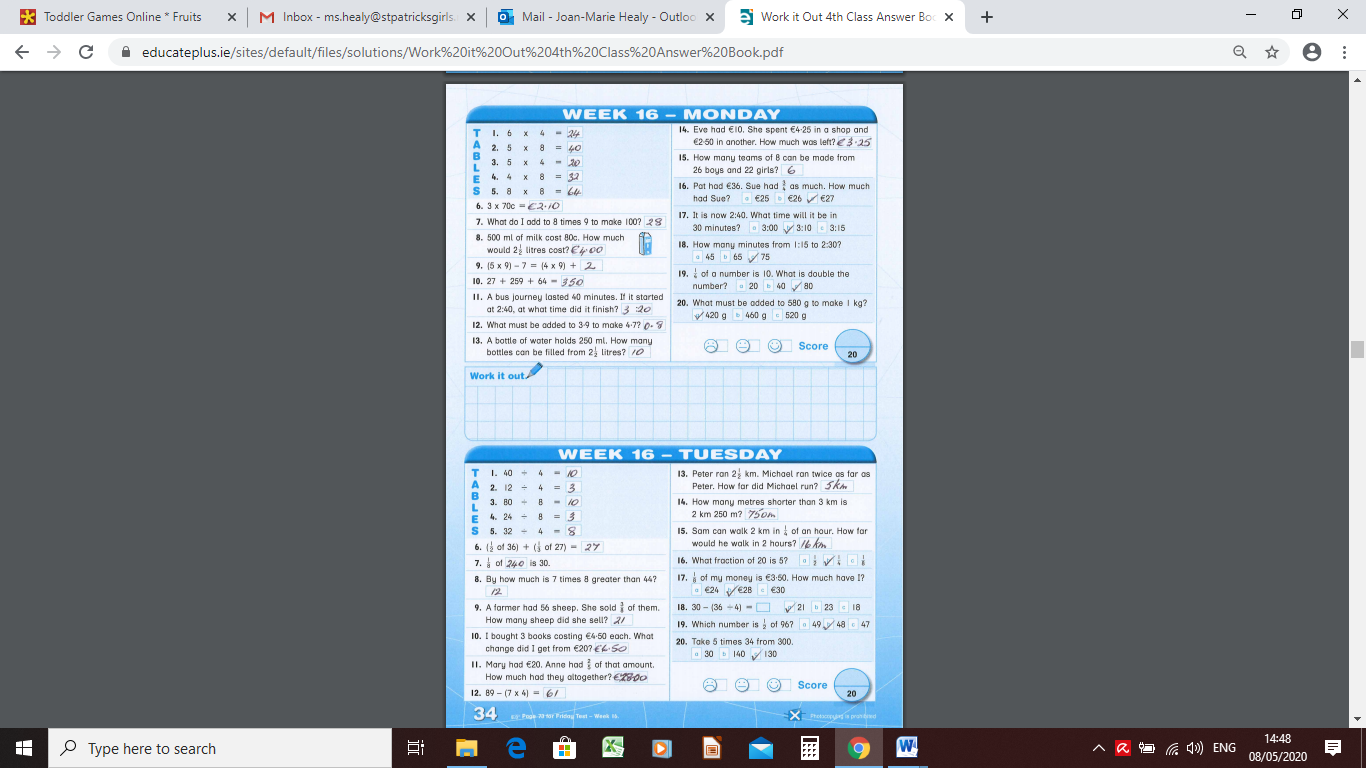 Toddler Games Online * Fruits
Inbox - ms.healy@stpatricksgirls.
Mail - Joan-Marie Healy - Outloo
Work it Out 4th Class Answer Boo
educateplus.ie/sites/default/files/solutions/Work%20it%20Out%204th%20Class%20Answer%20Book.pdf
WEEK 16 – MONDAY
TABLES
1. 6 x 4 = 24
2. 5 x 8 = 40
3. 5 x 4 = 20
4. 4 x 8 = 32
5. 8 x 8 = 64
6. 3 x 70c = €2·10
7. What do I add to 8 times 9 to make 100? 28
8. 500 ml of milk cost 80c. How much
would 2½ litres cost? €4·00
9. (5 x 9) – 7 = (4 x 9) + 2
10. 27 + 259 + 64 = 350
11. A bus journey lasted 40 minutes. If it started
at 2:40, at what time did it finish? 3:20
12. What must be added to 3·9 to make 4·7? 0·8
13. A bottle of water holds 250 ml. How many
bottles can be filled from 2½ litres? 10
14. Eve had €10. She spent €4·25 in a shop and
€2·50 in another. How much was left? €3·25
15. How many teams of 8 can be made from
26 boys and 22 girls? 6
16. Pat had €36. Sue had ¾ as much. How much
had Sue? a €25 b €26 ✓ €27
17. It is now 2:40. What time will it be in
30 minutes? a 3:00 ✓ 3:10 c 3:15
18. How many minutes from 1:15 to 2:30?
a 45 b 65 ✓ 75
19. ¼ of a number is 10. What is double the
number? a 20 b 40 ✓ 80
20. What must be added to 580 g to make 1 kg?
✓ 420 g b 460 g c 520 g
Score
20
Work it out
WEEK 16 – TUESDAY
TABLES
1. 40 ÷ 4 = 10
2. 12 ÷ 4 = 3
3. 80 ÷ 8 = 10
4. 24 ÷ 8 = 3
5. 32 ÷ 4 = 8
6. (½ of 36) + (⅓ of 27) = 27
7. ⅛ of 240 is 30.
8. By how much is 7 times 8 greater than 44?
12
9. A farmer had 56 sheep. She sold ⅜ of them.
How many sheep did she sell? 21
10. I bought 3 books costing €4·50 each. What
change did I get from €20? €6·50
11. Mary had €20. Anne had ⅖ of that amount.
How much had they altogether? €28·00
12. 89 – (7 x 4) = 61
13. Peter ran 2½ km. Michael ran twice as far as
Peter. How far did Michael run? 5km
14. How many metres shorter than 3 km is
2 km 250 m? 750m
15. Sam can walk 2 km in ¼ of an hour. How far
would he walk in 2 hours? 16km
16. What fraction of 20 is 5? a ½ ✓ ¼ c ⅛
17. ⅛ of my money is €3·50. How much have I?
a €24 ✓ €28 c €30
18. 30 – (36 ÷ 4) = ✓ 21 b 23 c 18
19. Which number is ½ of 96? a 49 ✓ 48 c 47
20. Take 5 times 34 from 300.
a 30 b 140 ✓ 130
Score
20
34 Page 70 for Friday Test – Week 16.
Photocopying is prohibited
Type here to search
ENG
14:48
08/05/2020